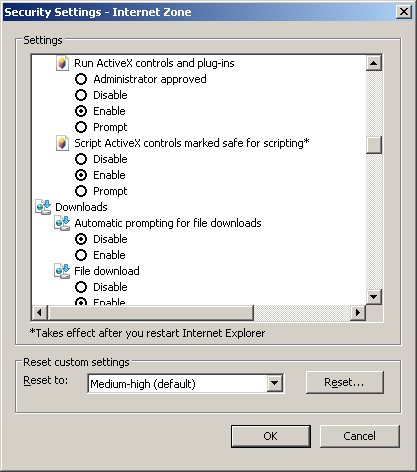 Security Settings - Internet Zone
Settings
Run ActiveX controls and plug-ins
Administrator approved
Disable
Enable
Prompt
Script ActiveX controls marked safe for scripting*
Disable
Enable
Prompt
Downloads
Automatic prompting for file downloads
Disable
Enable
File download
Disable
Enable
*Takes effect after you restart Internet Explorer
Reset custom settings
Reset to:
Medium-high (default)
Reset...
OK
Cancel